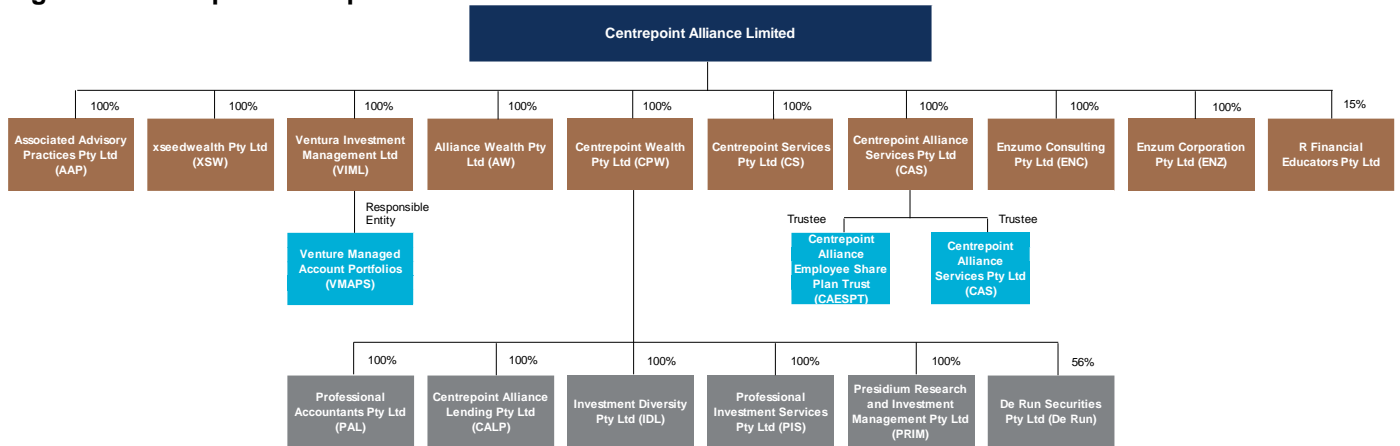 Centrepoint Alliance Limited
100%
100%
100%
100%
100%
100%
100%
100%
100%
15%
Associated Advisory
Practices Pty Ltd
(AAP)
xseedwealth Pty Ltd
(XSW)
Ventura Investment
Management Ltd
(VIML)
Alliance Wealth Pty
Ltd (AW)
Centrepoint Wealth
Pty Ltd (CPW)
Centrepoint Services
Pty Ltd (CS)
Centrepoint Alliance
Services Pty Ltd
(CAS)
Enzumo Consulting
Pty Ltd (ENC)
Enzum Corporation
Pty Ltd (ENZ)
R Financial
Educators Pty Ltd
Responsible
Entity
Trustee
Trustee
Venture Managed
Account Portfolios
(VMAPS)
Centrepoint
Alliance
Employee Share
Plan Trust
(CAESPT)
Centrepoint
Alliance
Services Pty Ltd
(CAS)
100%
100%
100%
100%
100%
56%
Professional
Accountants Pty Ltd
(PAL)
Centrepoint Alliance
Lending Pty Ltd
(CALP)
Investment Diversity
Pty Ltd (IDL)
Professional
Investment Services
Pty Ltd (PIS)
Presidium Research
and Investment
Management Pty Ltd
(PRIM)
De Run Securities
Pty Ltd (De Run)